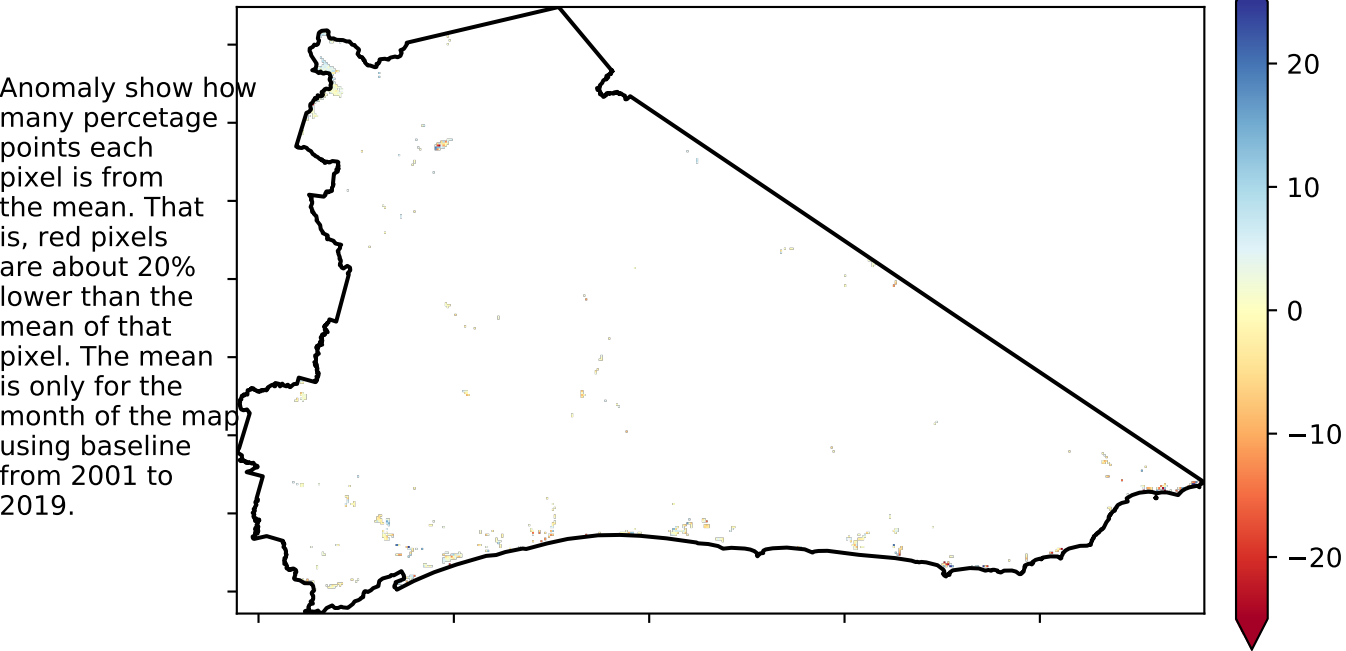 Anomaly show how
many percetage
points each
pixel is from
the mean. That
is, red pixels
are about 20%
lower than the
mean of that
pixel. The mean
is only for the
month of the map
using baseline
from 2001 to
2019.
20
10
0
−10
−20